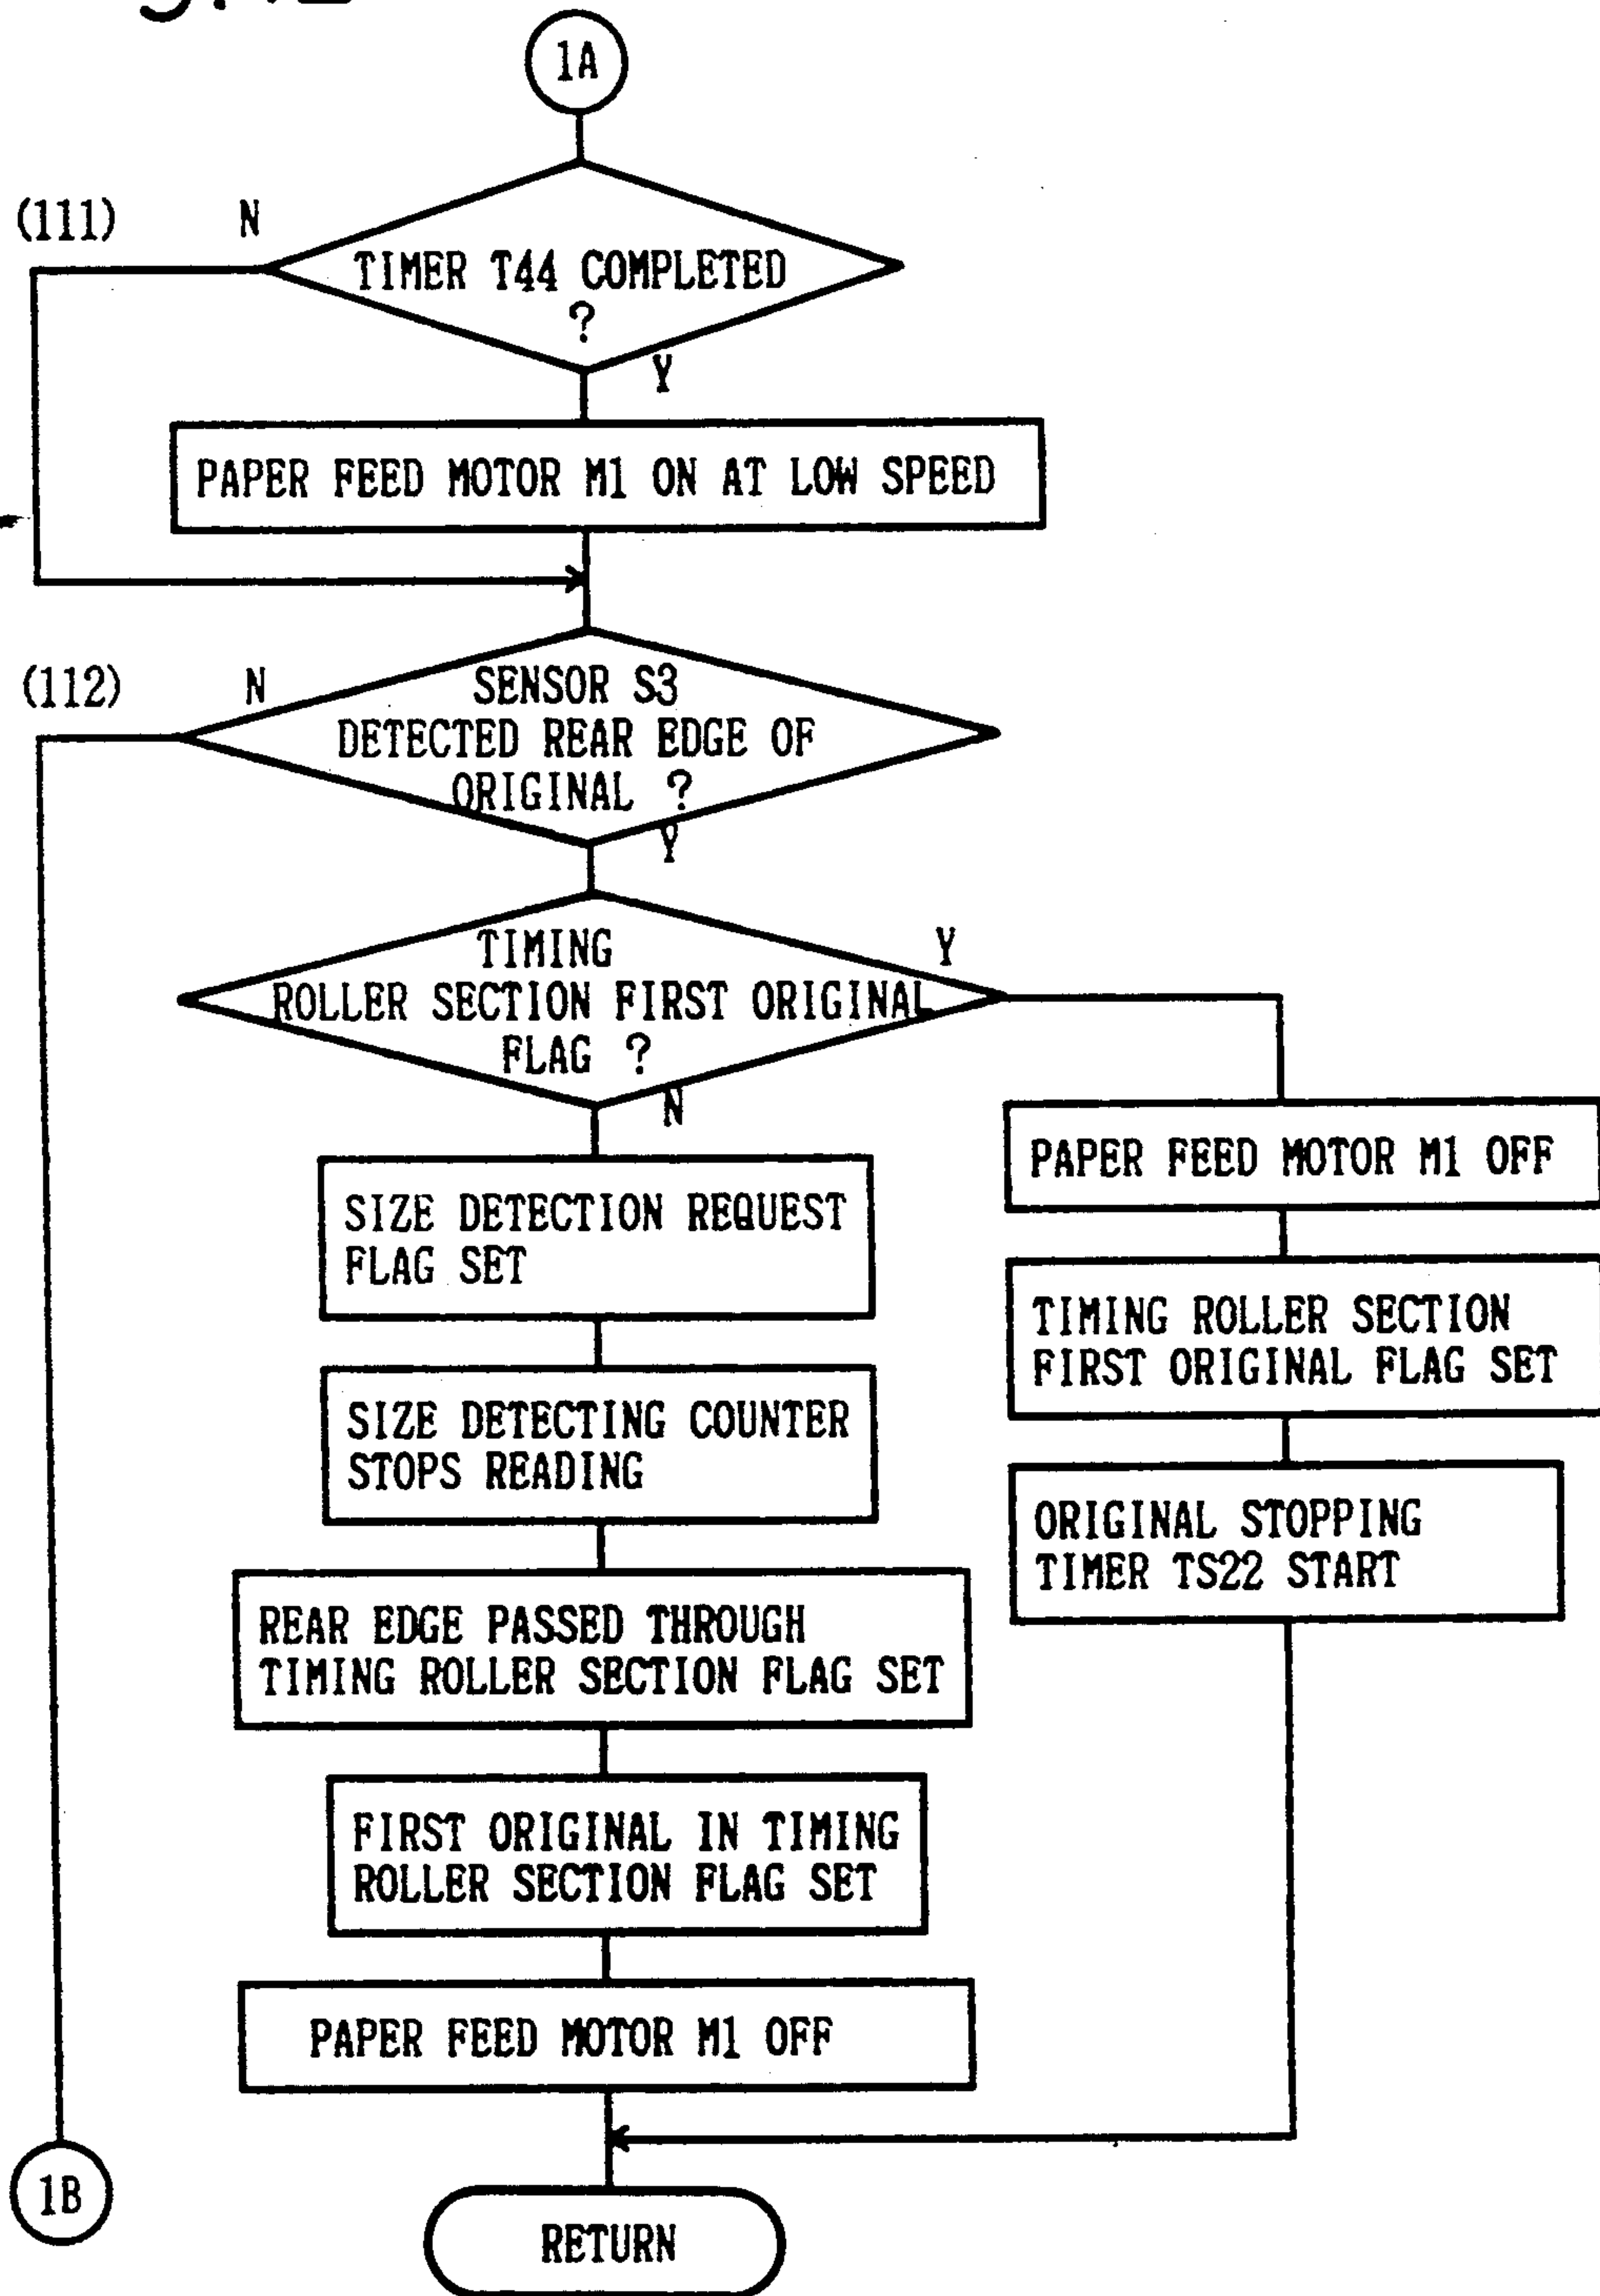 1A
(111)
N
TIMER T44 COMPLETED
?
Y
PAPER FEED MOTOR M1 ON AT LOW SPEED
(112)
N
SENSOR S3
DETECTED REAR EDGE OF
ORIGINAL ?
Y
TIMING
ROLLER SECTION FIRST ORIGINAL
FLAG ?
Y
N
SIZE DETECTION REQUEST
FLAG SET
SIZE DETECTING COUNTER
STOPS READING
REAR EDGE PASSED THROUGH
TIMING ROLLER SECTION FLAG SET
FIRST ORIGINAL IN TIMING
ROLLER SECTION FLAG SET
PAPER FEED MOTOR M1 OFF
PAPER FEED MOTOR M1 OFF
TIMING ROLLER SECTION
FIRST ORIGINAL FLAG SET
ORIGINAL STOPPING
TIMER TS22 START
1B
RETURN